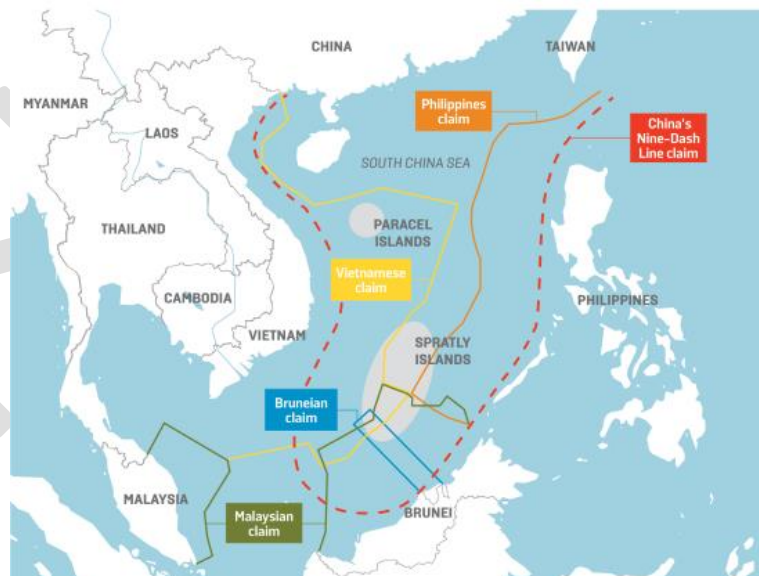 CHINA
TAIWAN
MYANMAR
Philippines
claim
China's
Nine-Dash
Line claim
LAOS
SOUTH CHINA SEA
THAILAND
PARACEL
ISLANDS
Vietnamese
claim
CAMBODIA
PHILIPPINES
VIETNAM
SPRATLY
ISLANDS
Bruneian
claim
MALAYSIA
Malaysian
claim
BRUNEI